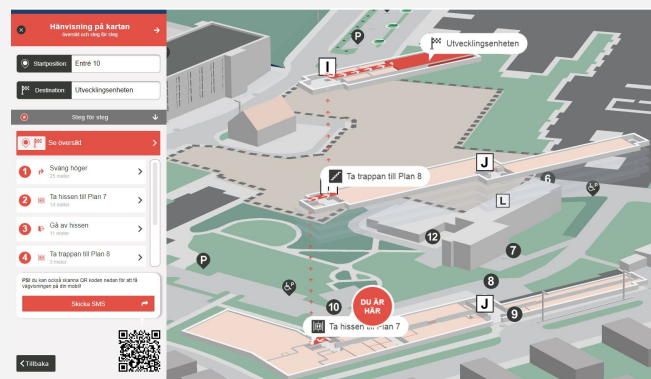 Hänvisning på kartan
översikt och steg för steg
Startposition: Entré 10
Destination: Utvecklingsenheten
Steg för steg
Se översikt
1 Sväng höger
25 meter
2 Ta hissen till Plan 7
14 meter
3 Gå av hissen
11 meter
4 Ta trappan till Plan 8
3 meter
PS! du kan också skanna QR koden nedan för att få
vägvisningen på din mobil!
Skicka SMS
Tillbaka
P
Utvecklingsenheten
I
J
Ta trappan till Plan 8
6
L
P
12
7
P
P
8
10
DU ÄR
HÄR
J
9
Ta hissen till Plan 7